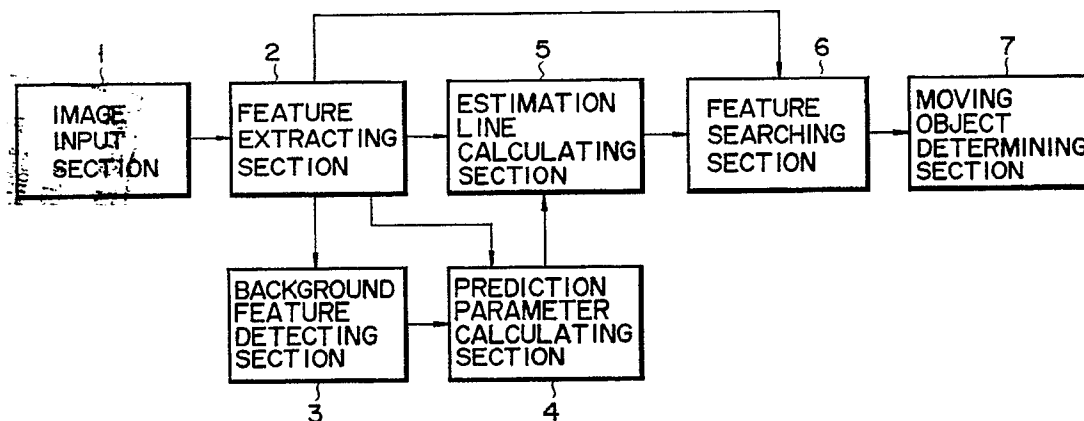 1
IMAGE
INPUT
SECTION
2
FEATURE
EXTRACTING
SECTION
5
ESTIMATION
LINE
CALCULATING
SECTION
6
FEATURE
SEARCHING
SECTION
7
MOVING
OBJECT
DETERMINING
SECTION
BACKGROUND
FEATURE
DETECTING
SECTION
3
PREDICTION
PARAMETER
CALCULATING
SECTION
4